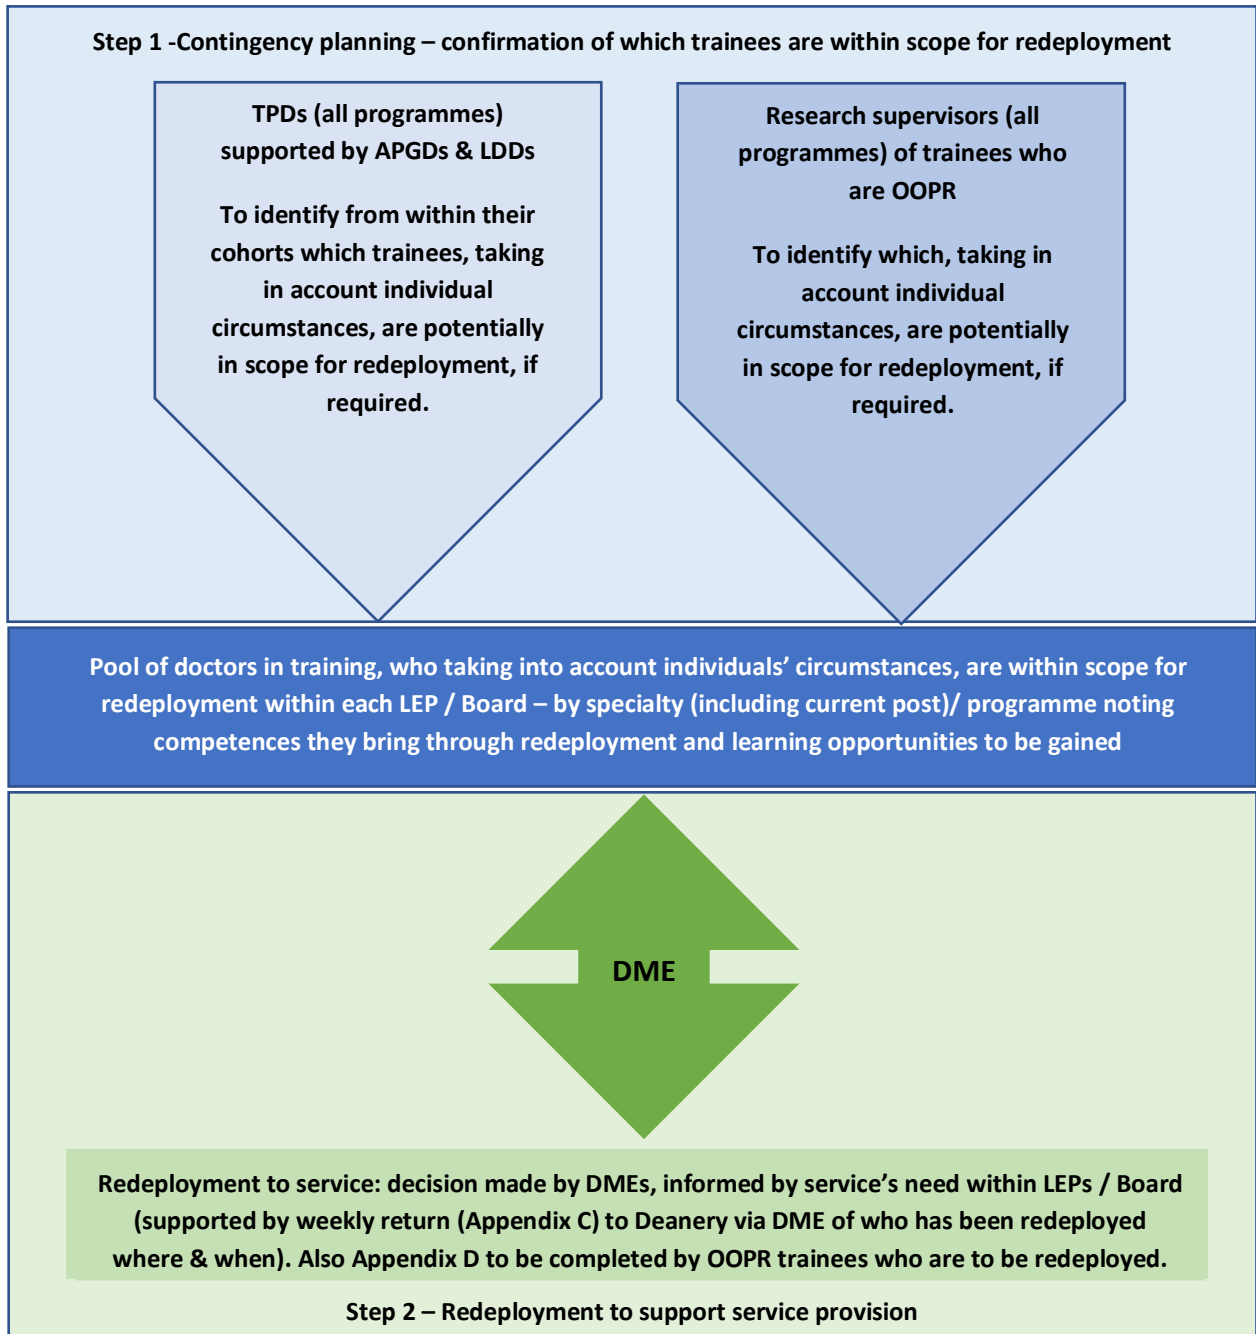 Step 1 -Contingency planning – confirmation of which trainees are within scope for redeployment
TPDs (all programmes)
supported by APGDs & LDDs
To identify from within their
cohorts which trainees, taking
in account individual
circumstances, are potentially
in scope for redeployment, if
required.
Research supervisors (all
programmes) of trainees who
are OOPR
To identify which, taking in
account individual
circumstances, are potentially
in scope for redeployment, if
required.
Pool of doctors in training, who taking into account individuals’ circumstances, are within scope for
redeployment within each LEP / Board – by specialty (including current post)/ programme noting
competences they bring through redeployment and learning opportunities to be gained
DME
Redeployment to service: decision made by DMEs, informed by service’s need within LEPs / Board
(supported by weekly return (Appendix C) to Deanery via DME of who has been redeployed
where & when). Also Appendix D to be completed by OOPR trainees who are to be redeployed.
Step 2 – Redeployment to support service provision